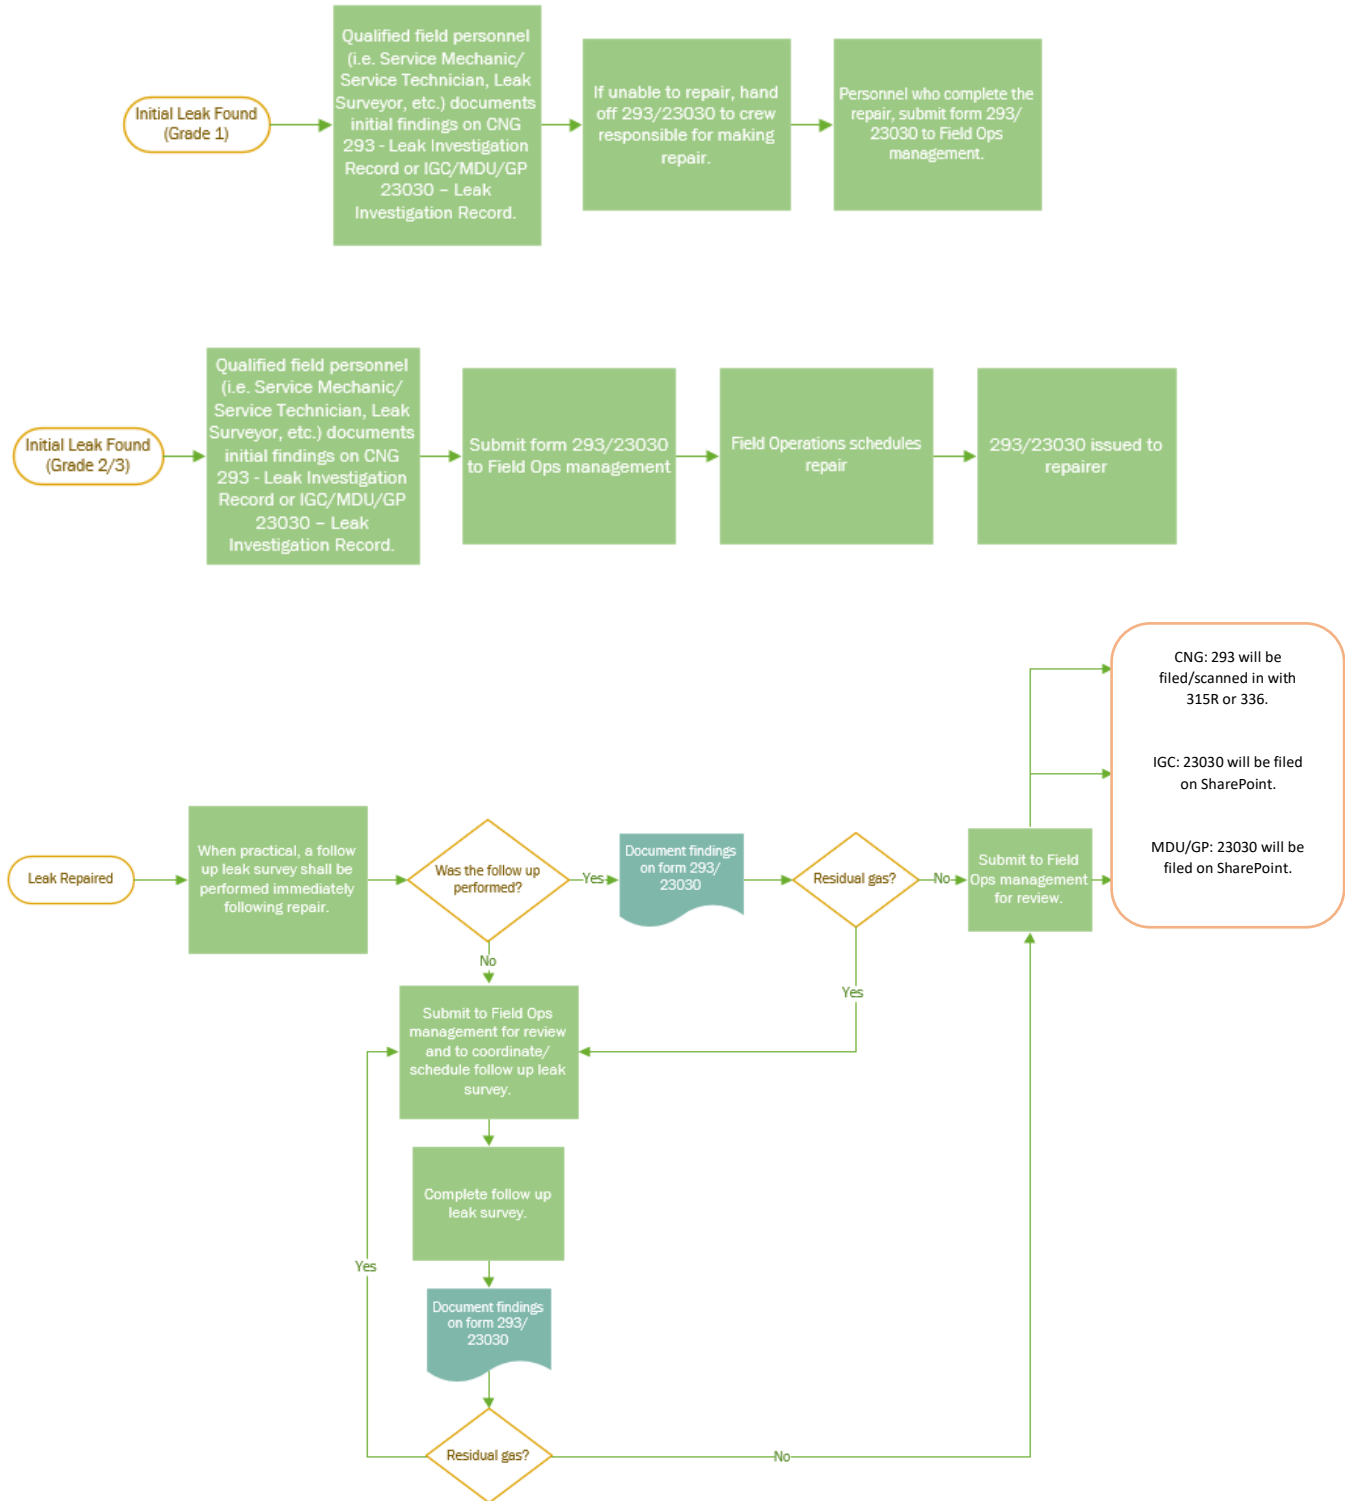 Initial Leak Found
(Grade 1)
Qualified field personnel
(i.e. Service Mechanic/
Service Technician, Leak
Surveyor, etc.) documents
initial findings on CNG
293 - Leak Investigation
Record or IGC/MDU/GP
23030 – Leak
Investigation Record.
If unable to repair, hand
off 293/23030 to crew
responsible for making
repair.
Personnel who complete the
repair, submit form 293/
23030 to Field Ops
management.
Initial Leak Found
(Grade 2/3)
Qualified field personnel
(i.e. Service Mechanic/
Service Technician, Leak
Surveyor, etc.) documents
initial findings on CNG
293 - Leak Investigation
Record or IGC/MDU/GP
23030 – Leak
Investigation Record.
Submit form 293/23030
to Field Ops management
Field Operations schedules
repair
293/23030 issued to
repairer
CNG: 293 will be
filed/scanned in with
315R or 336.
IGC: 23030 will be filed
on SharePoint.
MDU/GP: 23030 will be
filed on SharePoint.
Leak Repaired
When practical, a follow
up leak survey shall be
performed immediately
following repair.
Was the follow up
performed?
Yes
Document findings
on form 293/
23030
Residual gas?
No
Submit to Field
Ops management
for review.
No
Yes
Submit to Field Ops
management for review
and to coordinate/
schedule follow up leak
survey.
Complete follow up
leak survey.
Yes
Document findings
on form 293/
23030
Residual gas?
No